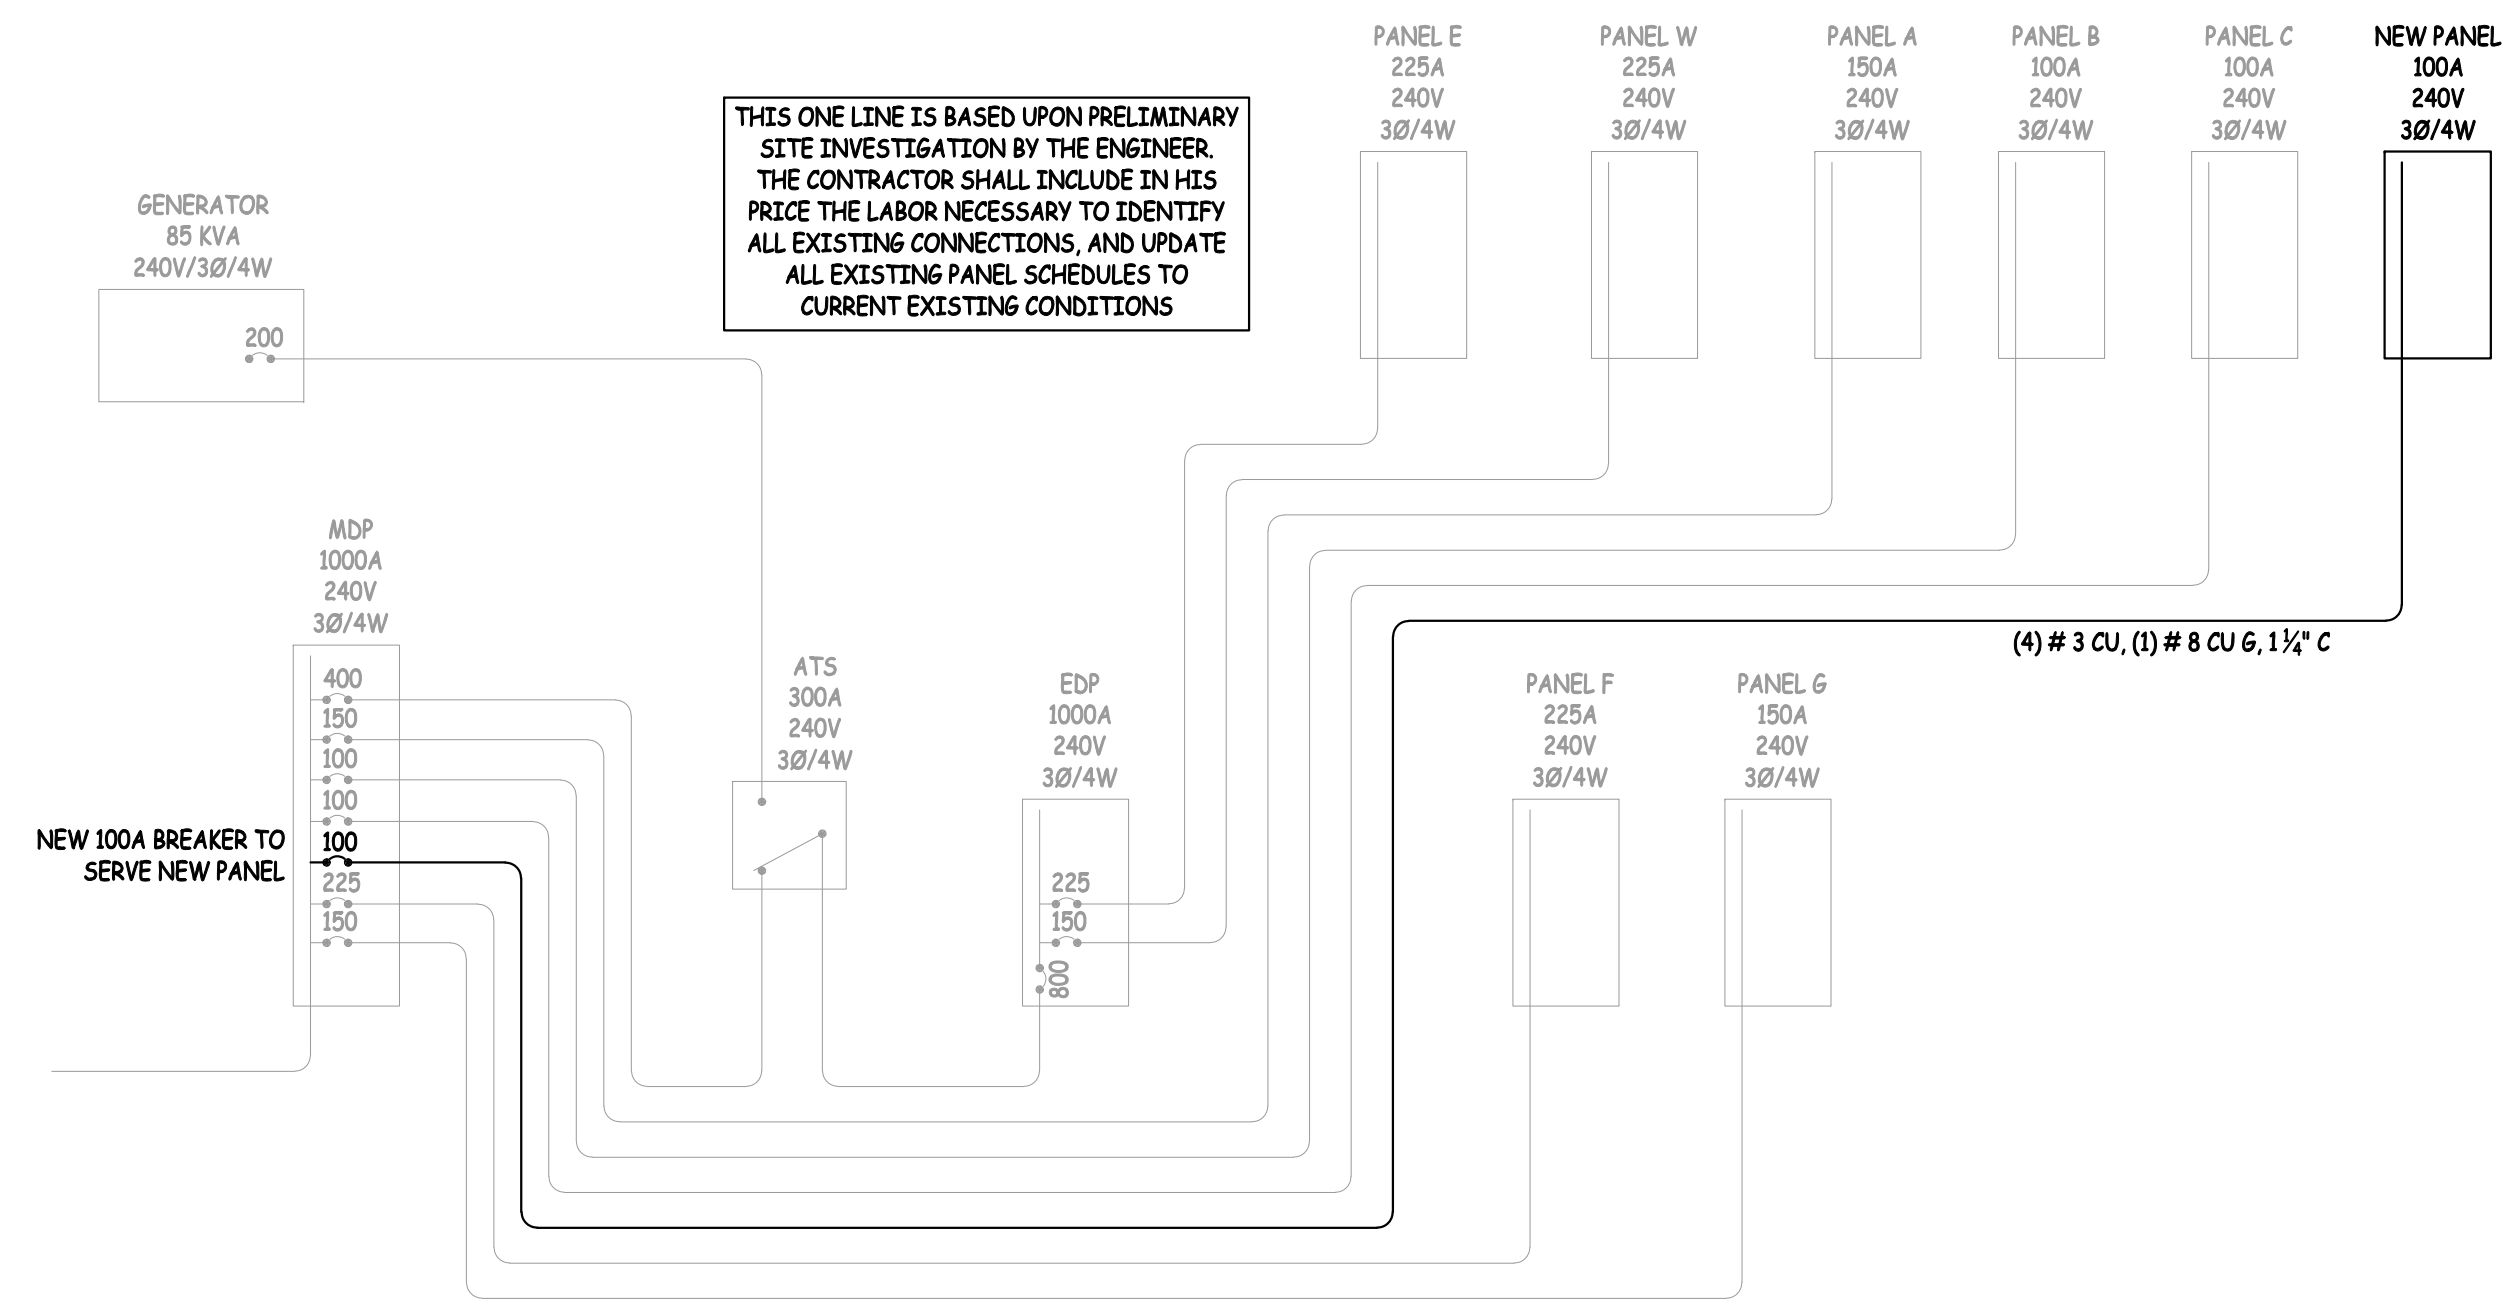 PANEL E
225A
240V
3Ø/4W
PANEL W
225A
240V
3Ø/4W
PANEL A
150A
240V
3Ø/4W
PANEL B
100A
240V
3Ø/4W
PANEL C
100A
240V
3Ø/4W
NEW PANEL
100A
240V
3Ø/4W
THIS ONE LINE IS BASED UPON PRELIMINARY
SITE INVESTIGATION BY THE ENGINEER.
THE CONTRACTOR SHALL INCLUDE IN HIS
PRICE THE LABOR NECESSARY TO IDENTIFY
ALL EXISTING CONNECTIONS, AND UPDATE
ALL EXISTING PANEL SCHEDULES TO
CURRENT EXISTING CONDITIONS
GENERATOR
85 KVA
240V/3Ø/4W
200
MDP
1000A
240V
3Ø/4W
400
150
100
100
100
225
150
NEW 100A BREAKER TO
SERVE NEW PANEL
ATS
300A
240V
3Ø/4W
EDP
1000A
240V
3Ø/4W
225
150
800
(4) # 3 CU, (1) # 8 CU G, 1 ¼" C
PANEL F
225A
240V
3Ø/4W
PANEL G
150A
240V
3Ø/4W